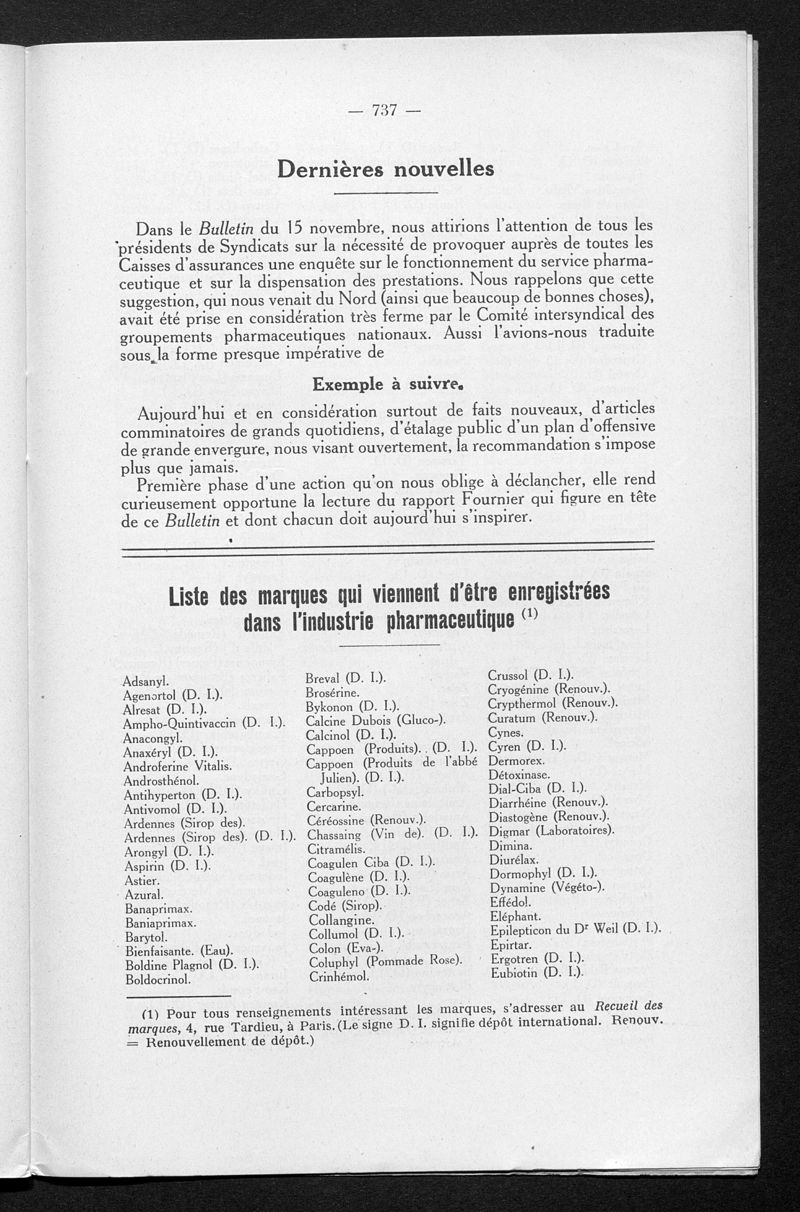 — 737 —
Dernières nouvelles
Dans le Bulletin du 15 novembre, nous attirions l'attention de tous les
présidents de Syndicats sur la nécessité de provoquer auprès de toutes les
Caisses d'assurances une enquête sur le fonctionnement du service pharma-
ceutique et sur la dispensation des prestations. Nous rappelons que cette
suggestion, qui nous venait du Nord (ainsi que beaucoup de bonnes choses),
avait été prise en considération très ferme par le Comité intersyndical des
groupements pharmaceutiques nationaux. Aussi l'avions-nous traduite
sous la forme presque impérative de
Exemple à suivre.
Aujourd'hui et en considération surtout de faits nouveaux, d'articles
comminatoires de grands quotidiens, d'étalage public d'un plan d'offensive
de grande envergure, nous visant ouvertement, la recommandation s'impose
plus que jamais.
Première phase d'une action qu'on nous oblige à déclancher, elle rend
curieusement opportune la lecture du rapport Fournier qui figure en tête
de ce Bulletin et dont chacun doit aujourd'hui s'inspirer.
Liste des marques qui viennent d'être enregistrées
dans l'industrie pharmaceutique (1)
Adsanyl.
Agenortol (D. I.).
Alresat (D. I.).
Ampho-Quintivaccin (D. I.).
Anacongyl.
Anaxéryl (D. I.).
Androferine Vitalis.
Androsthénol.
Antihyperton (D. I.).
Antivomol (D. I.).
Ardennes (Sirop des).
Ardennes (Sirop des). (D. I.).
Arongyl (D. I.).
Aspirin (D. I.).
Astier.
Azural.
Banaprimax.
Baniaprimax.
Barytol.
Bienfaisante. (Eau).
Boldine Plagnol (D. I.).
Boldocrinol.
Breval (D. I.).
Brosérine.
Bykonon (D. I.).
Calcine Dubois (Gluco-).
Calcinol (D. I.).
Cappoen (Produits). (D. I.).
Cappoen (Produits de l'abbé
Julien). (D. I.).
Carbopsyl.
Cercarine.
Céréossine (Renouv.).
Chassaing (Vin de). (D. I.).
Citramélis.
Coagulen Ciba (D. I.).
Coagulène (D. I.).
Coaguleno (D. I.).
Codé (Sirop).
Collangine.
Collumol (D. I.).
Colon (Eva-).
Coluphyl (Pommade Rose).
Crinhémol.
Crussol (D. I.).
Cryogénine (Renouv.).
Crypthermol (Renouv.).
Curatum (Renouv.).
Cynes.
Cyren (D. I.).
Dermorex.
Détoxinase.
Dial-Ciba (D. I.).
Diarrhéine (Renouv.).
Diastogène (Renouv.).
Digmar (Laboratoires).
Dimina.
Diurélax.
Dormophyl (D. I.).
Dynamine (Végéto-).
Effédol.
Eléphant.
Epilepticon du Dr Weil (D. I.).
Epirtar.
Ergotren (D. I.).
Eubiotin (D. I.).
(1) Pour tous renseignements intéressant les marques, s'adresser au Recueil des
marques, 4, rue Tardieu, à Paris. (Le signe D. I. signifie dépôt international. Renouv.
= Renouvellement de dépôt.)